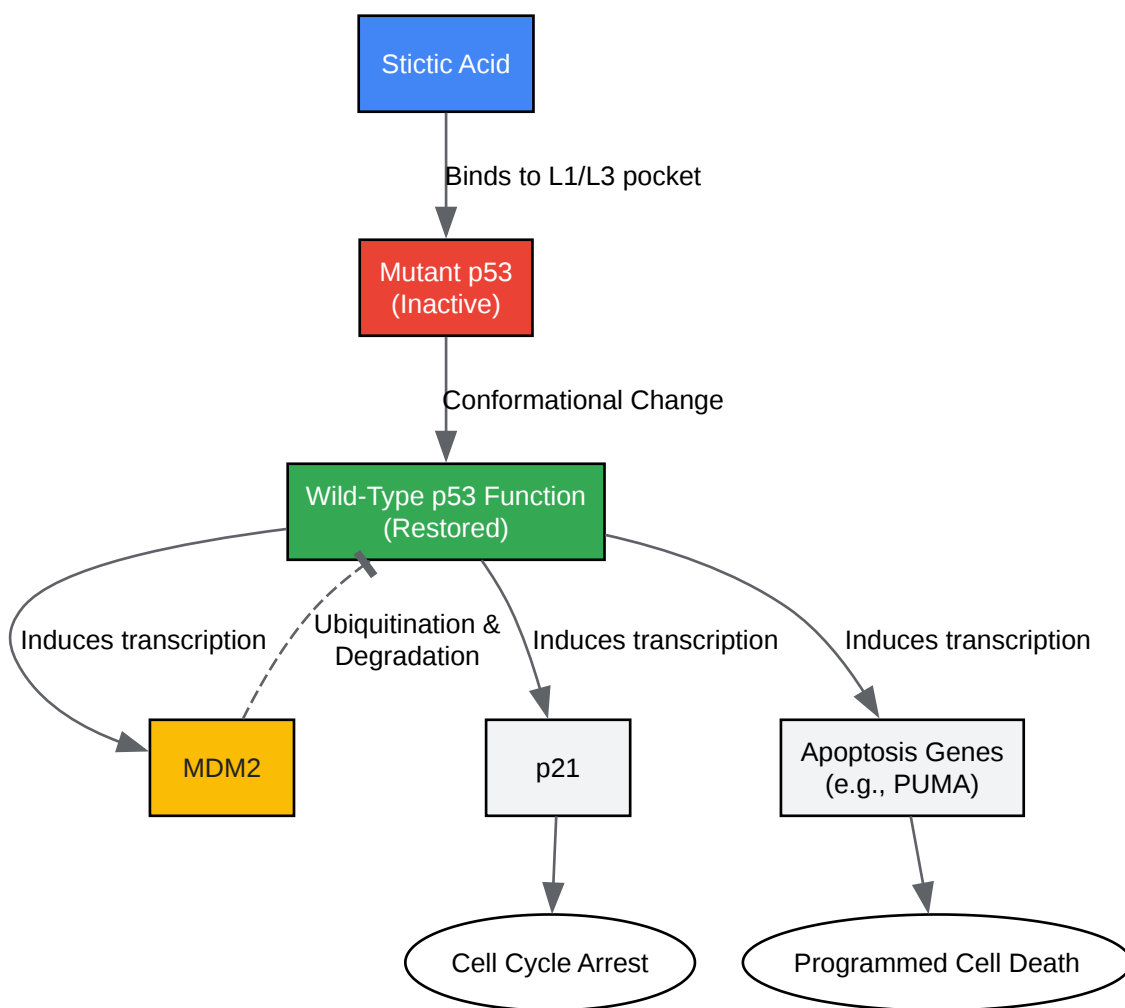 Stictic Acid
Binds to L1/L3 pocket
Mutant p53
(Inactive)
Conformational Change
Wild-Type p53 Function
(Restored)
Induces transcription
Ubiquitination &
Degradation
Induces transcription
Induces transcription
MDM2
p21
Apoptosis Genes
(e.g., PUMA)
Cell Cycle Arrest
Programmed Cell Death